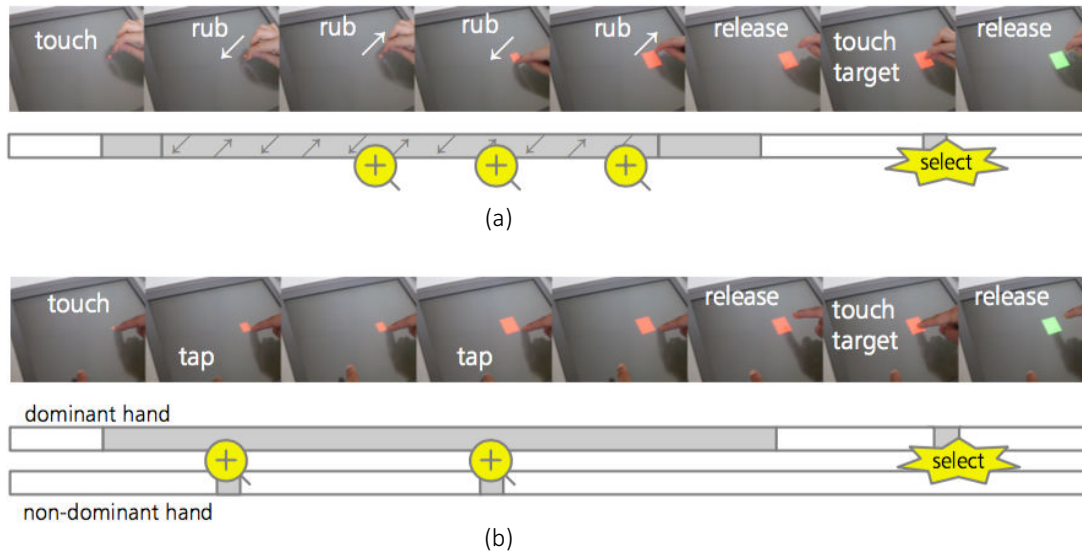 touch
rub
rub
rub
rub
release
touch
target
release
select
(a)
touch
tap
tap
release
touch
target
release
dominant hand
select
non-dominant hand
(b)